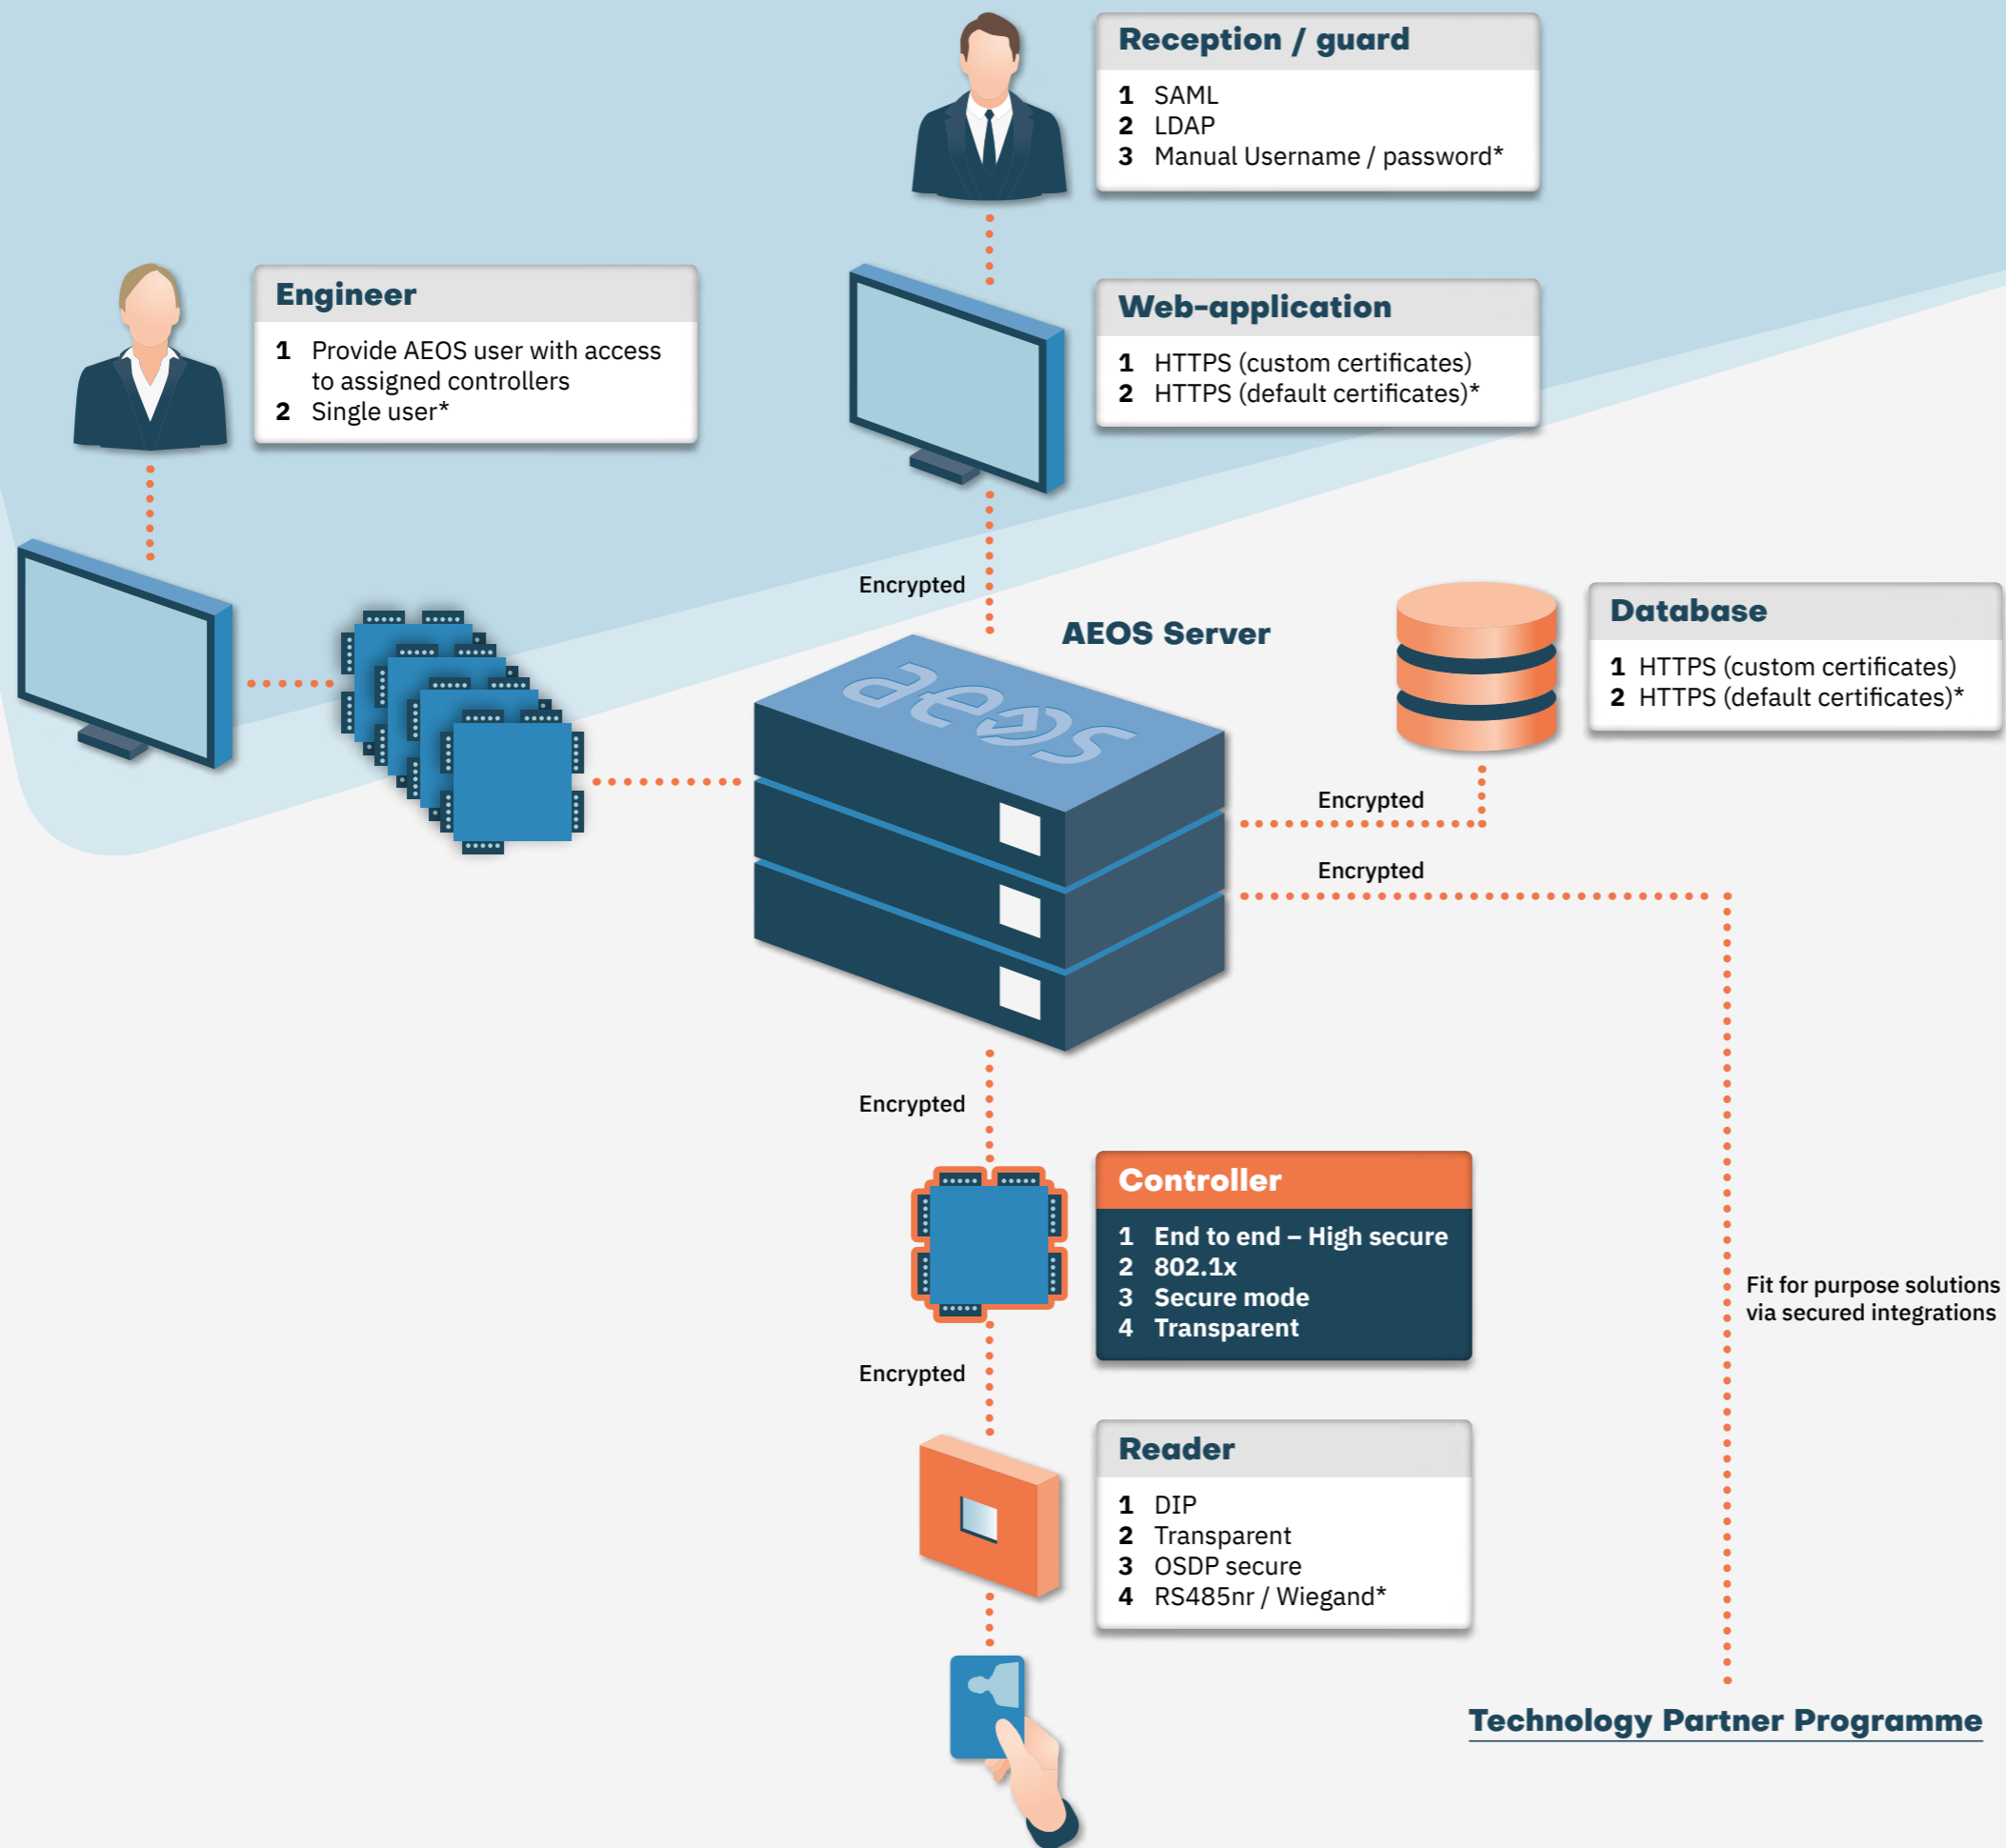 Reception / guard
1 SAML
2 LDAP
3 Manual Username / password*
Engineer
1 Provide AEOS user with access
to assigned controllers
2 Single user*
Web-application
1 HTTPS (custom certificates)
2 HTTPS (default certificates)*
Encrypted
AEOS Server
aeos
Database
1 HTTPS (custom certificates)
2 HTTPS (default certificates)*
Encrypted
Encrypted
Encrypted
Controller
1 End to end – High secure
2 802.1x
3 Secure mode
4 Transparent
Fit for purpose solutions
via secured integrations
Encrypted
Reader
1 DIP
2 Transparent
3 OSDP secure
4 RS485nr / Wiegand*
Technology Partner Programme